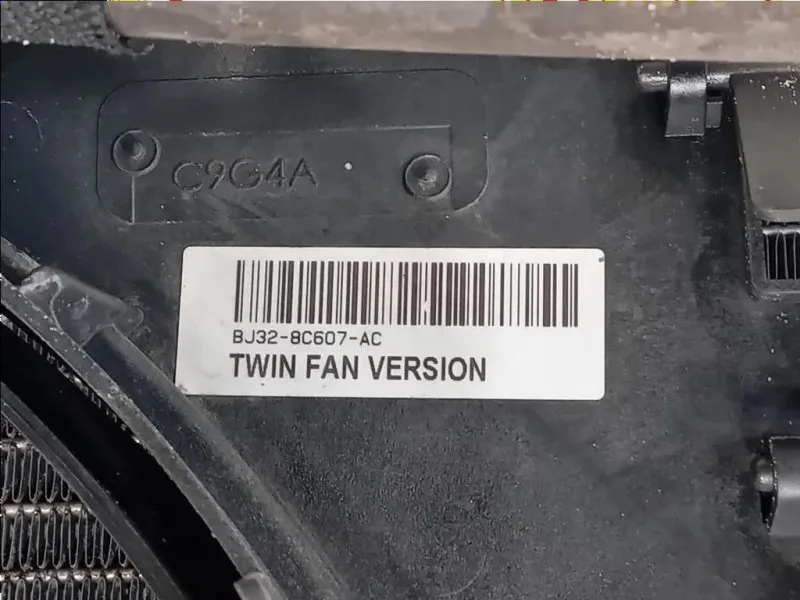 C9G4A
BJ32-8C607-AC
TWIN FAN VERSION